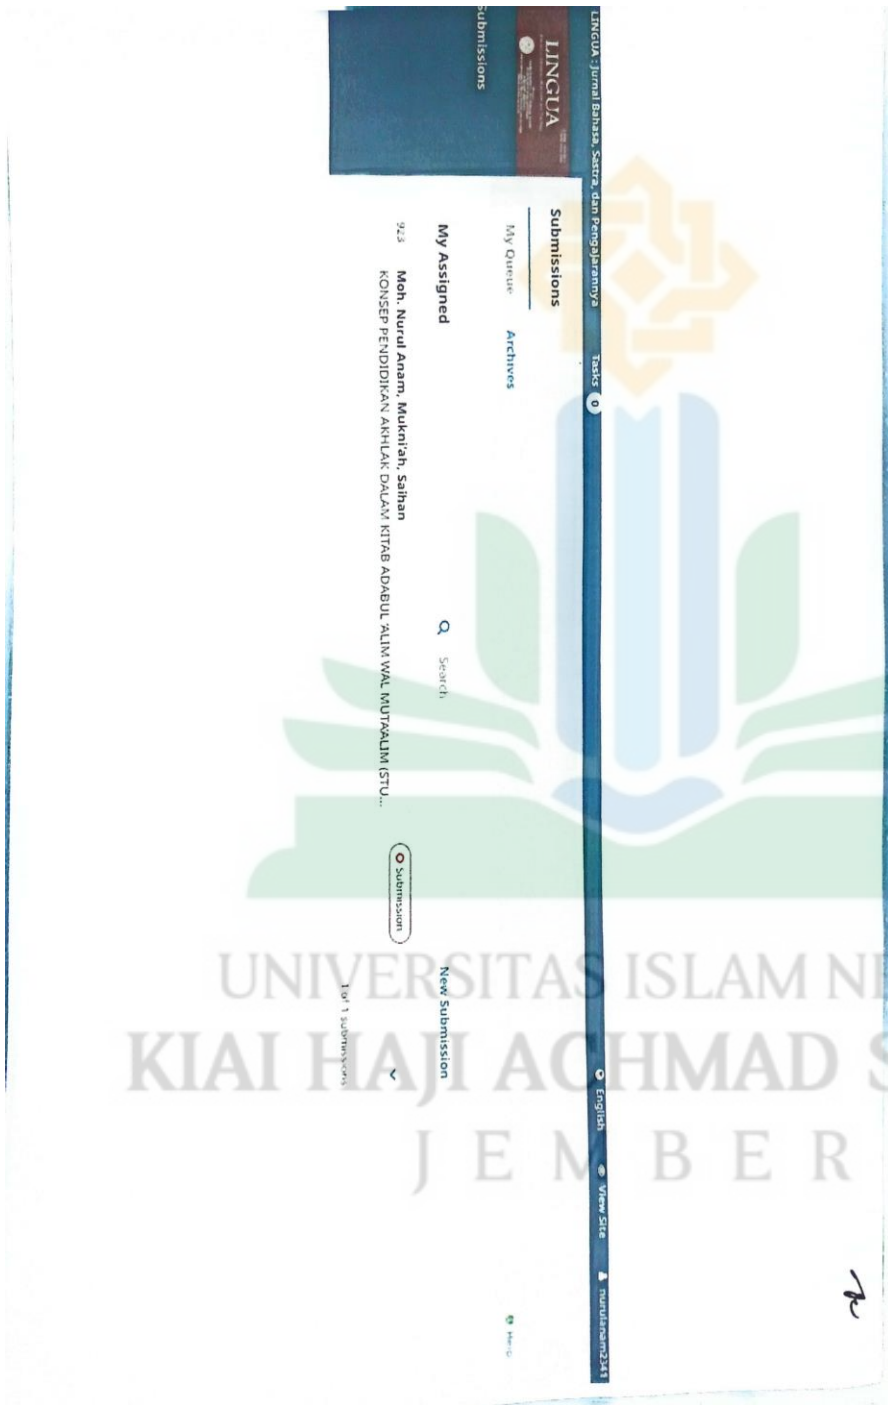 LINGUA : Jurnal Bahasa, Sastra, dan Pengajarannya
Tasks 0
English
View Site
nurulanam2341
LINGUA
Submissions
Submissions
My Queue
Archives
Help
My Assigned
Search
New Submission
923
Moh. Nurul Anam, Mukni'ah, Saihan
KONSEP PENDIDIKAN AKHLAK DALAM KITAB ADABUL 'ALIM WAL MUTA'ALIM (STU...
Submission
1 of 1 submissions
UNIVERSITAS ISLAM NE
KIAI HAJI ACHMAD S
JEMBER